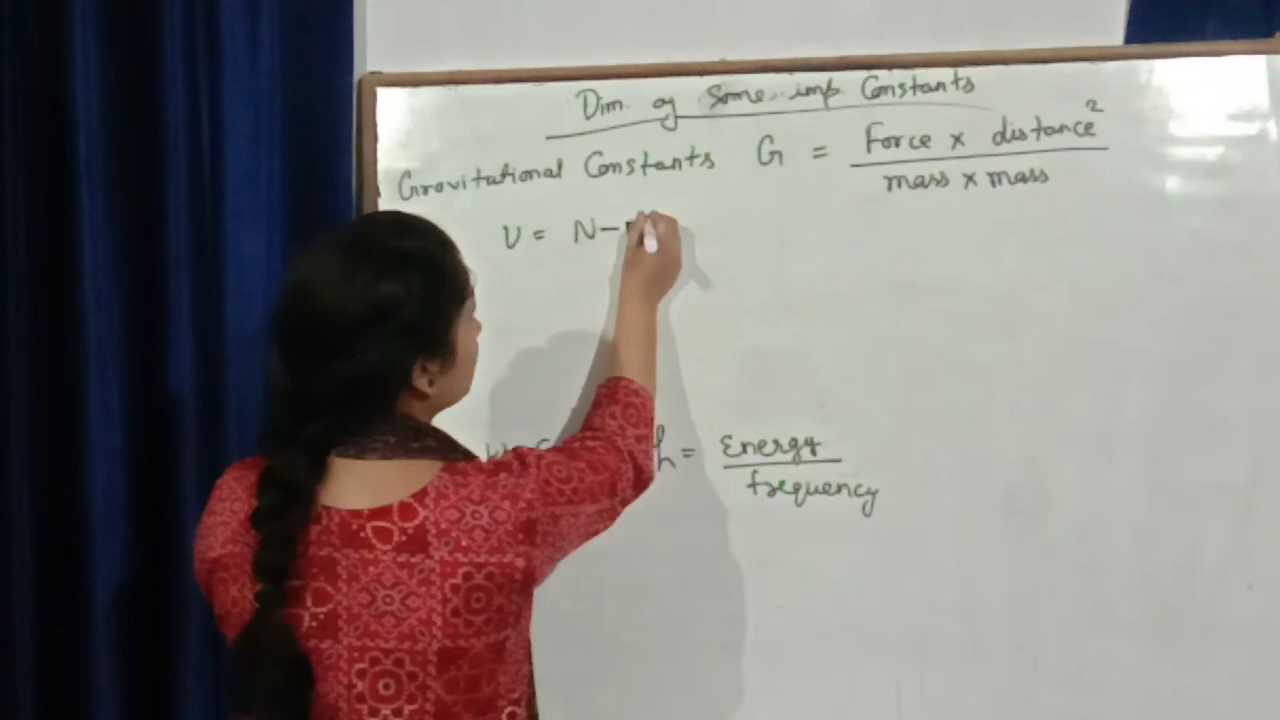 Dim. of Some imp. Constants
Gravitational Constants G = Force x distance²
mass x mass
U = N-
h = Energy
frequency